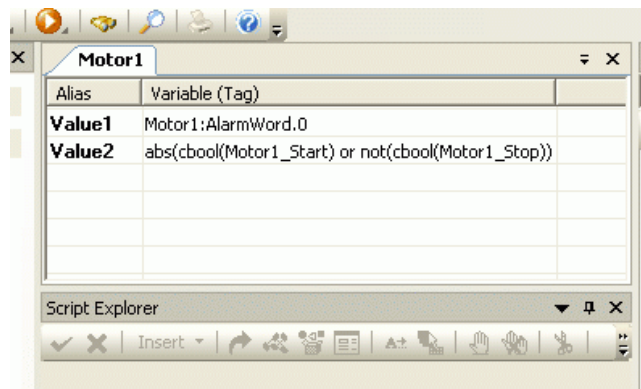 Motor1
Alias Variable (Tag)
Value1 Motor1:AlarmWord.0
Value2 abs(cbool(Motor1_Start) or not(cbool(Motor1_Stop))
Script Explorer
Insert